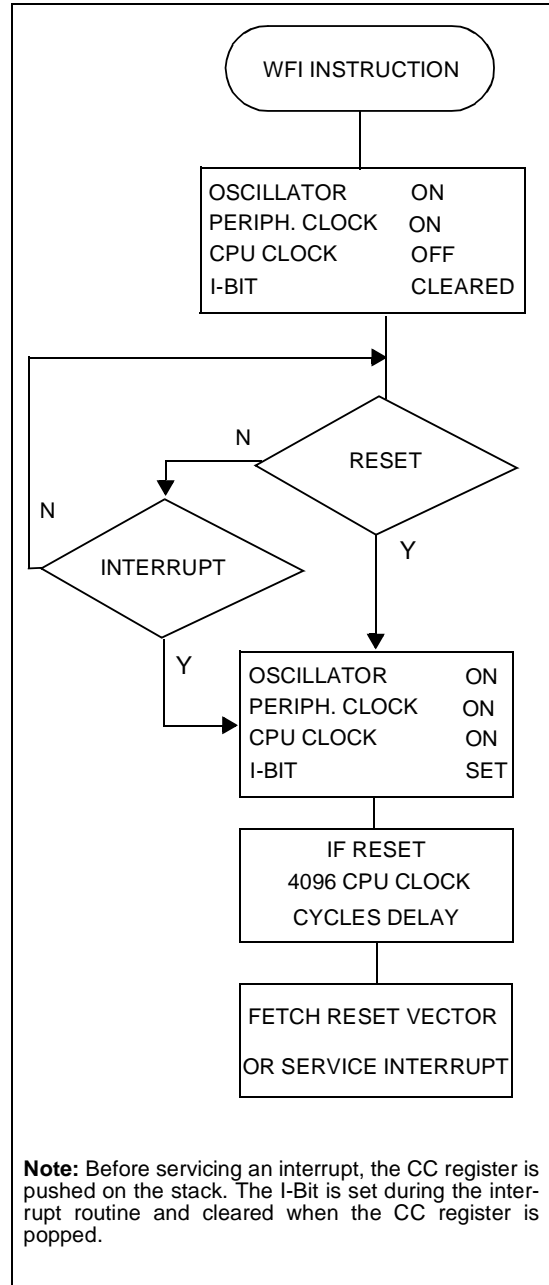 WFI INSTRUCTION
OSCILLATOR ON
PERIPH. CLOCK ON
CPU CLOCK OFF
I-BIT CLEARED
N
RESET
N
INTERRUPT
Y
Y
OSCILLATOR ON
PERIPH. CLOCK ON
CPU CLOCK ON
I-BIT SET
IF RESET
4096 CPU CLOCK
CYCLES DELAY
FETCH RESET VECTOR
OR SERVICE INTERRUPT
Note: Before servicing an interrupt, the CC register is
pushed on the stack. The I-Bit is set during the inter-
rupt routine and cleared when the CC register is
popped.